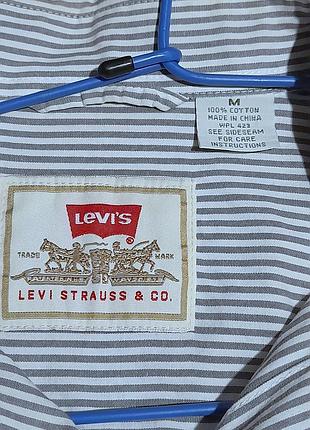 M
100% COTTON
MADE IN CHINA
WPL 423
SEE SIDESEAM
FOR CARE
INSTRUCTIONS
LEVI'S
®
TRADE MARK
LEVI STRAUSS & CO.